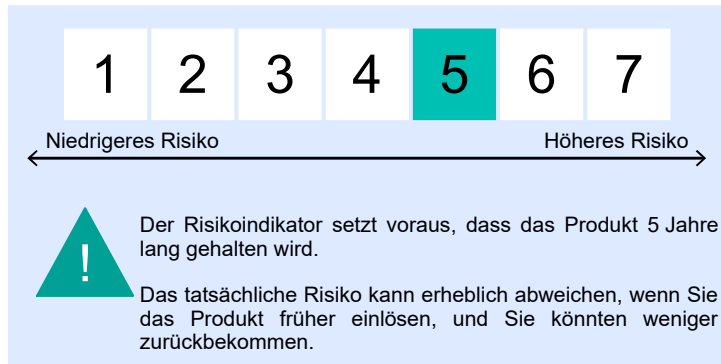 1 2 3 4 5 6 7
Niedrigeres Risiko Höheres Risiko
!
Der Risikoindikator setzt voraus, dass das Produkt 5 Jahre
lang gehalten wird.
Das tatsächliche Risiko kann erheblich abweichen, wenn Sie
das Produkt früher einlösen, und Sie könnten weniger
zurückbekommen.